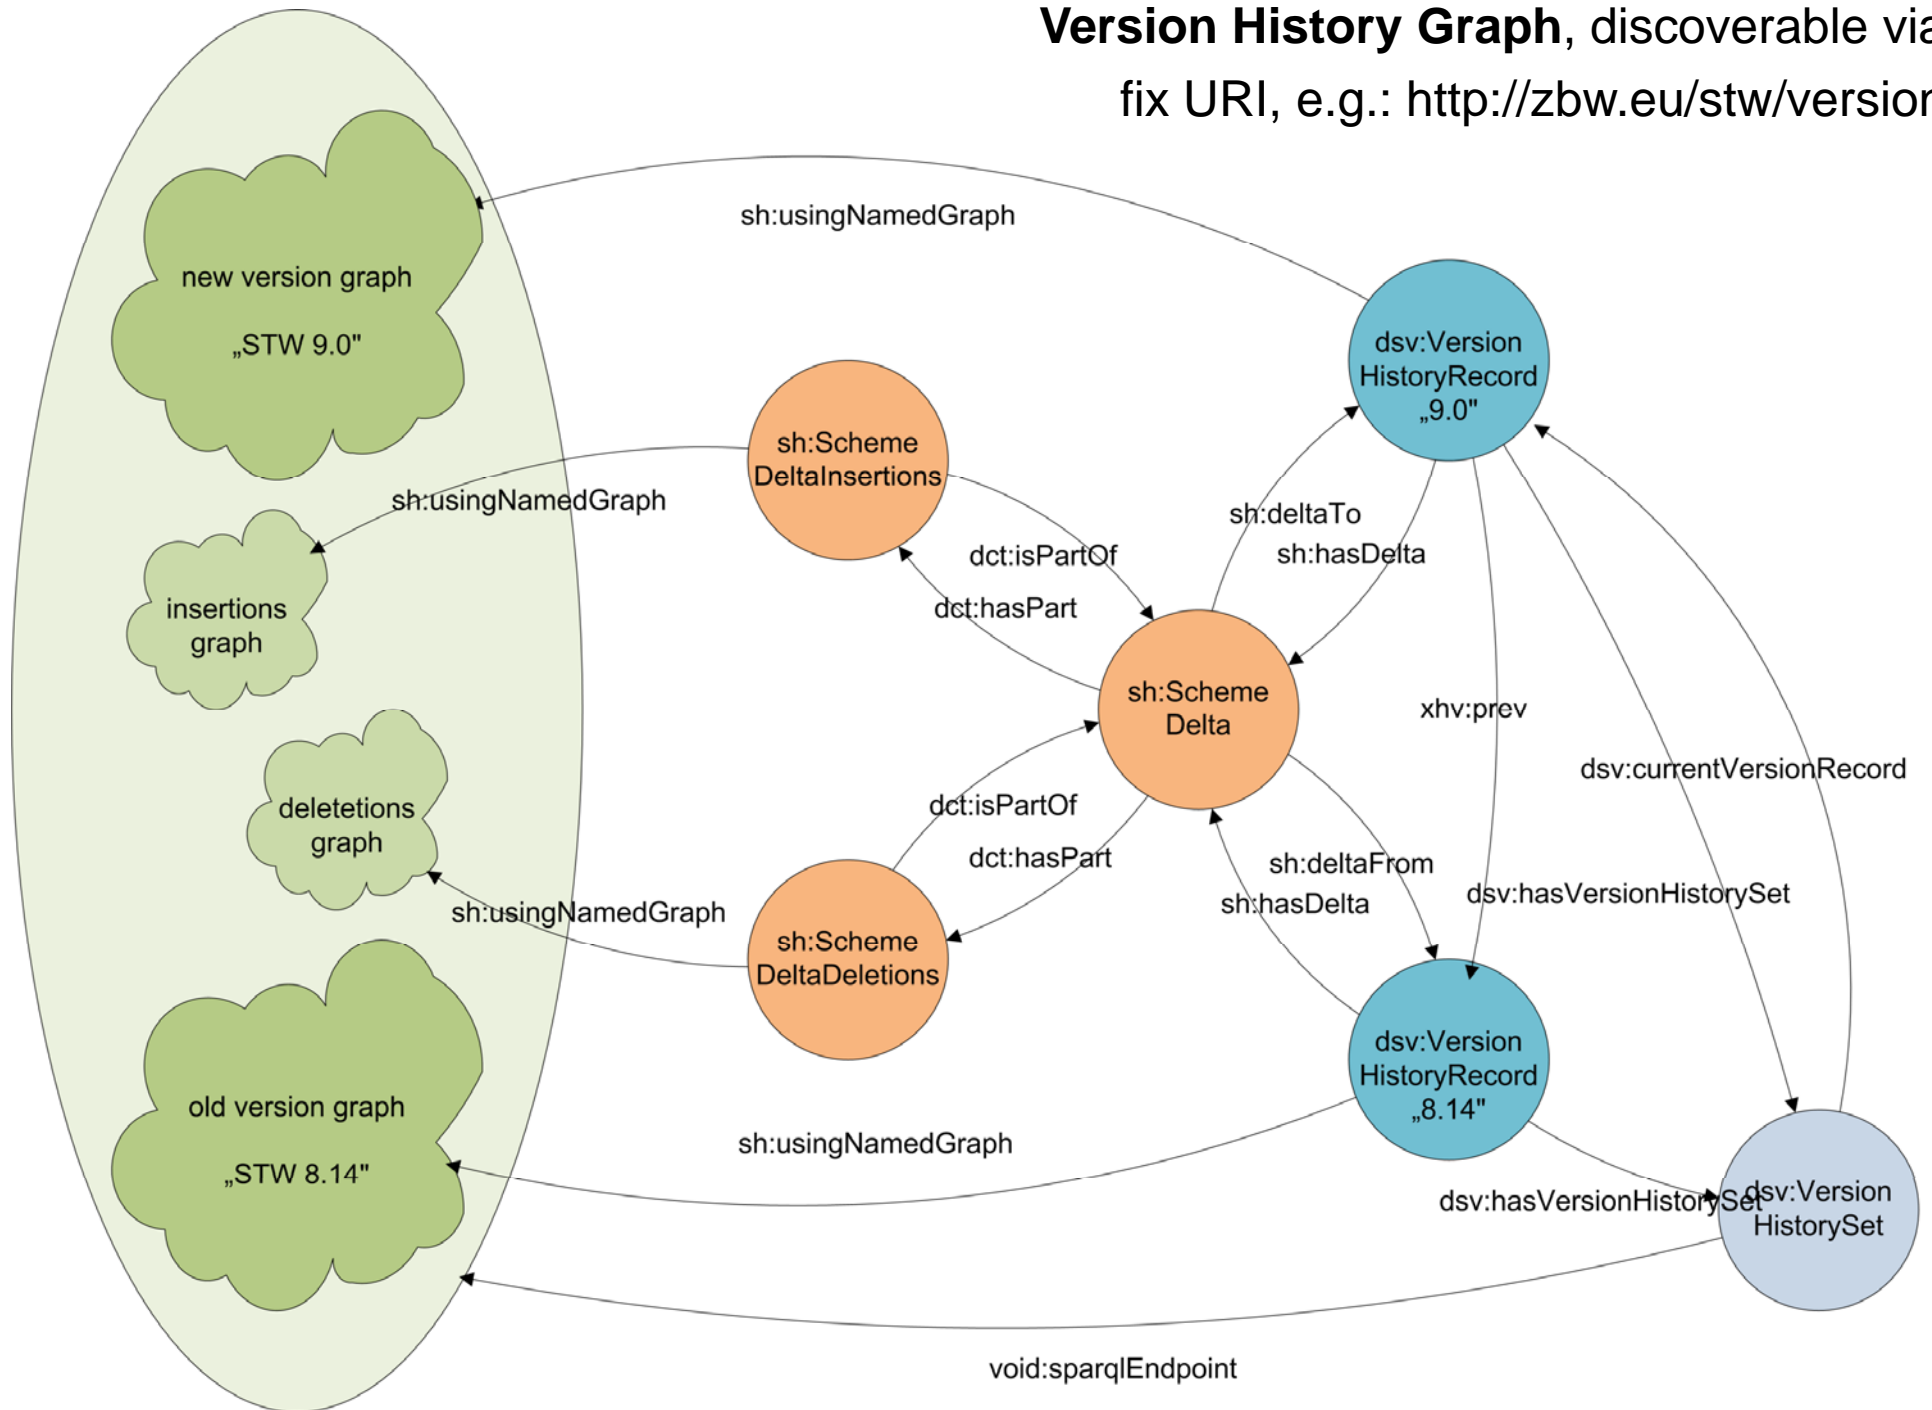 Version History Graph, discoverable via
fix URI, e.g.: http://zbw.eu/stw/version
sh:usingNamedGraph
new version graph
„STW 9.0"
dsv:Version
HistoryRecord
„9.0"
sh:Scheme
DeltaInsertions
sh:usingNamedGraph
sh:deltaTo
sh:hasDelta
dct:isPartOf
dct:hasPart
insertions
graph
sh:Scheme
Delta
xhv:prev
dsv:currentVersionRecord
deletetions
graph
dct:isPartOf
dct:hasPart
sh:deltaFrom
sh:hasDelta
dsv:hasVersionHistorySet
sh:usingNamedGraph
sh:Scheme
DeltaDeletions
dsv:Version
HistoryRecord
„8.14"
old version graph
„STW 8.14"
sh:usingNamedGraph
dsv:hasVersionHistorySet
dsv:Version
HistorySet
void:sparqlEndpoint